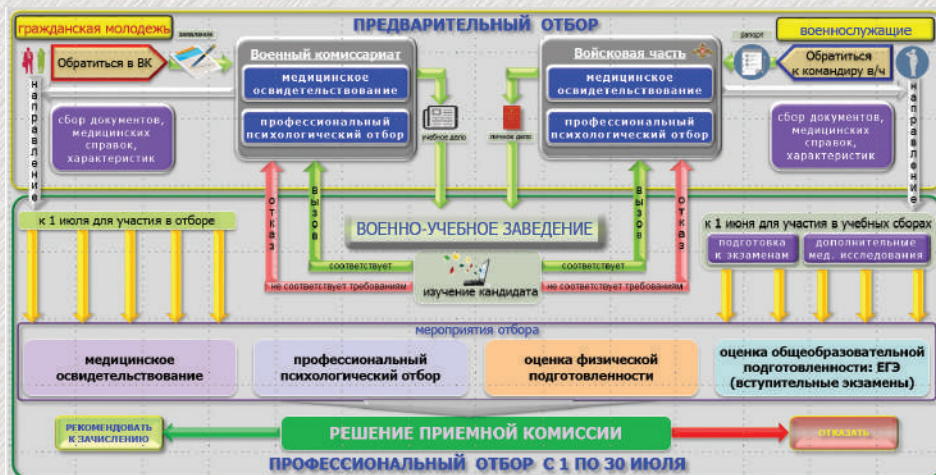 ПРЕДВАРИТЕЛЬНЫЙ ОТБОР
гражданская молодежь
заявление
Обратиться в ВК
Военный комиссариат
медицинское
освидетельствование
профессиональный
психологический отбор
сбор документов,
медицинских
справок,
характеристик
направление
учебное дело
военнослужащие
рапорт
Обратиться
к командиру в/ч
Войсковая часть
медицинское
освидетельствование
профессиональный
психологический отбор
личное дело
сбор документов,
медицинских
справок,
характеристик
направление
отказ
вызов
вызов
отказ
к 1 июля для участия в отборе
ВОЕННО-УЧЕБНОЕ ЗАВЕДЕНИЕ
к 1 июня для участия в учебных сборах
подготовка
к экзаменам
дополнительные
мед. исследования
соответствует
соответствует
не соответствует требованиям
изучение кандидата
не соответствует требованиям
мероприятия отбора
медицинское
освидетельствование
профессиональный
психологический отбор
оценка физической
подготовленности
оценка общеобразовательной
подготовленности: ЕГЭ
(вступительные экзамены)
РЕКОМЕНДОВАТЬ
К ЗАЧИСЛЕНИЮ
РЕШЕНИЕ ПРИЕМНОЙ КОМИССИИ
ОТКАЗАТЬ
ПРОФЕССИОНАЛЬНЫЙ ОТБОР С 1 ПО 30 ИЮЛЯ